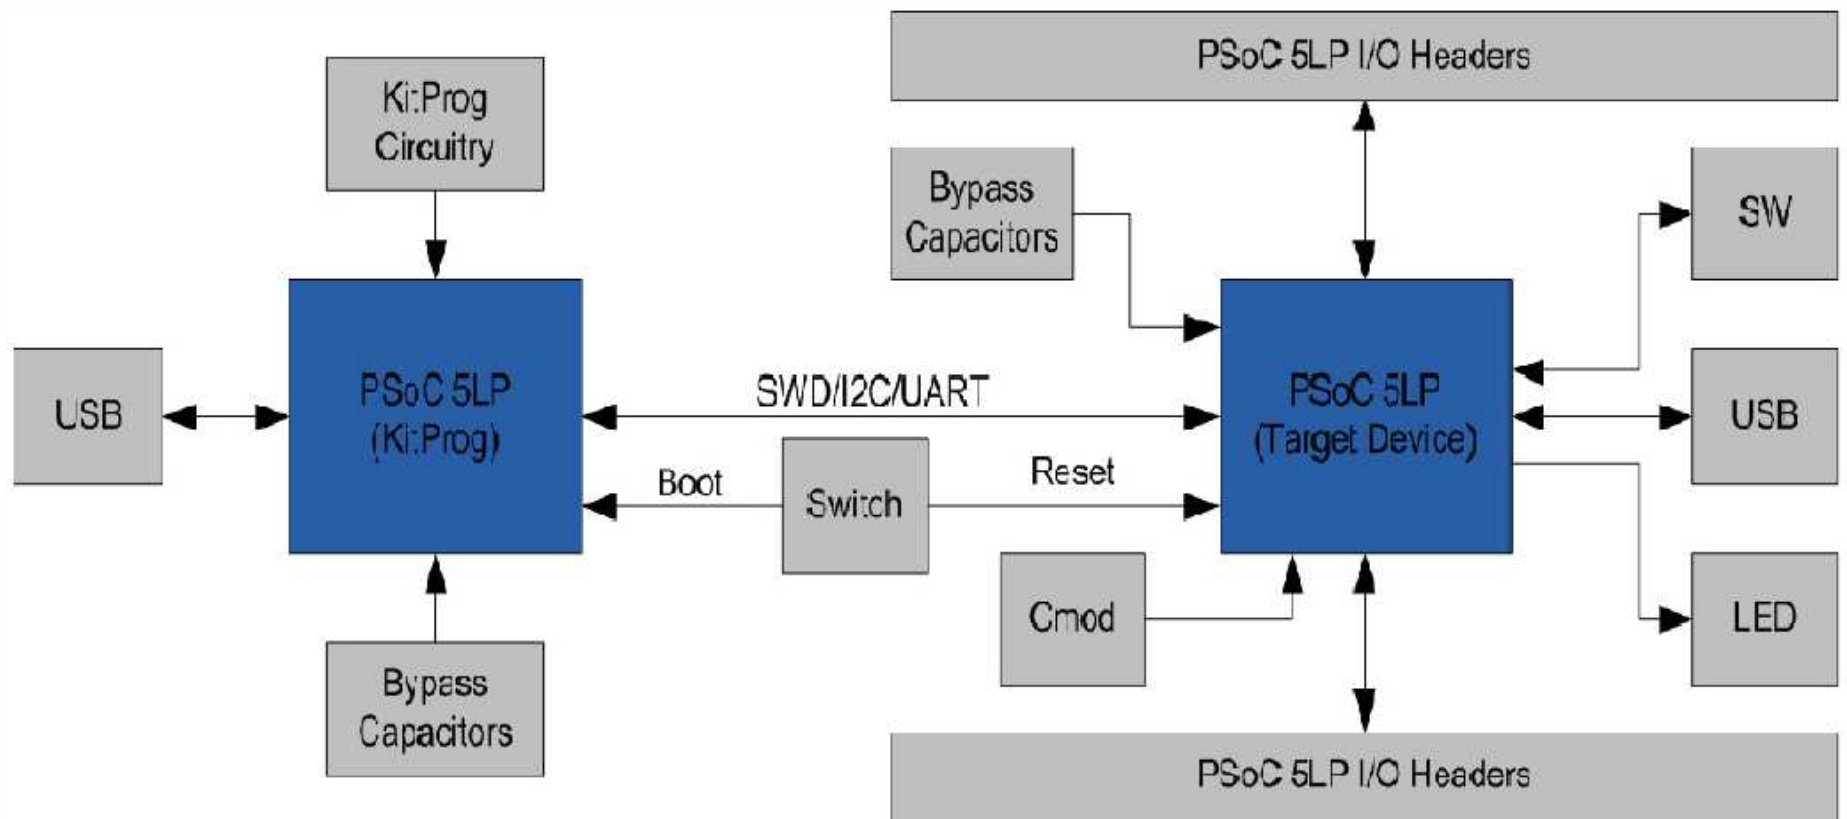 PSoC 5LP I/O Headers
KitProg
Circuitry
Bypass
Capacitors
SW
USB
PSoC 5LP
(KitProg)
SWD/I2C/UART
PSoC 5LP
(Target Device)
USB
Boot
Switch
Reset
Cmod
LED
Bypass
Capacitors
PSoC 5LP I/O Headers